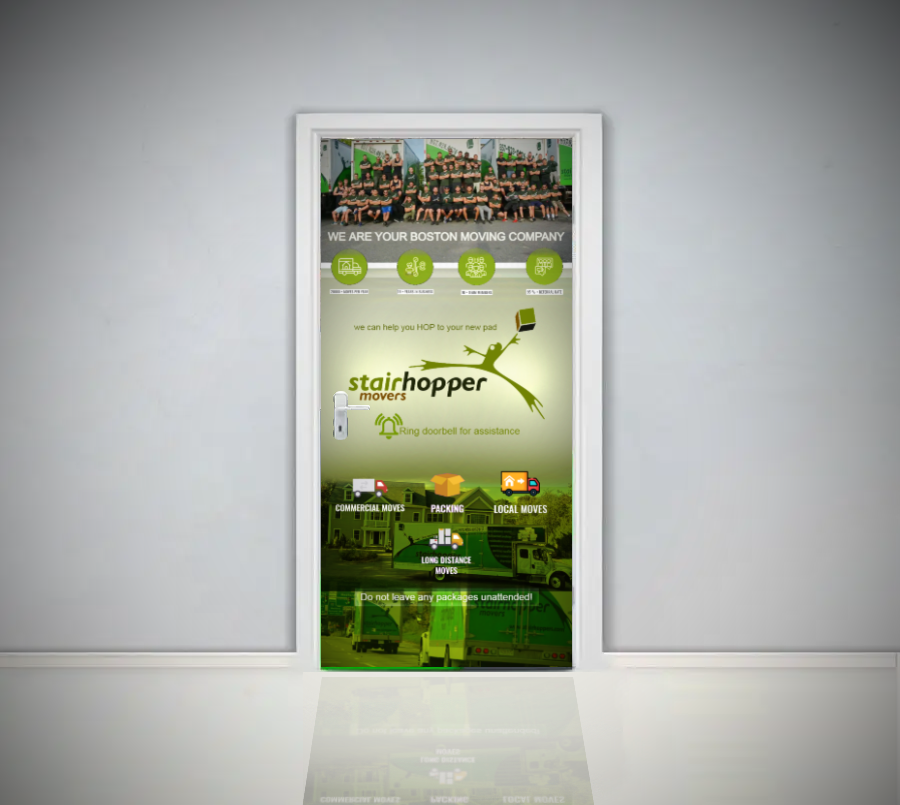 WE ARE YOUR BOSTON MOVING COMPANY
we can help you HOP to your new pad
stairhopper
movers
Ring doorbell for assistance
COMMERCIAL MOVES
PACKING
LOCAL MOVES
LONG DISTANCE
MOVES
Do not leave any packages unattended!
stairhopper